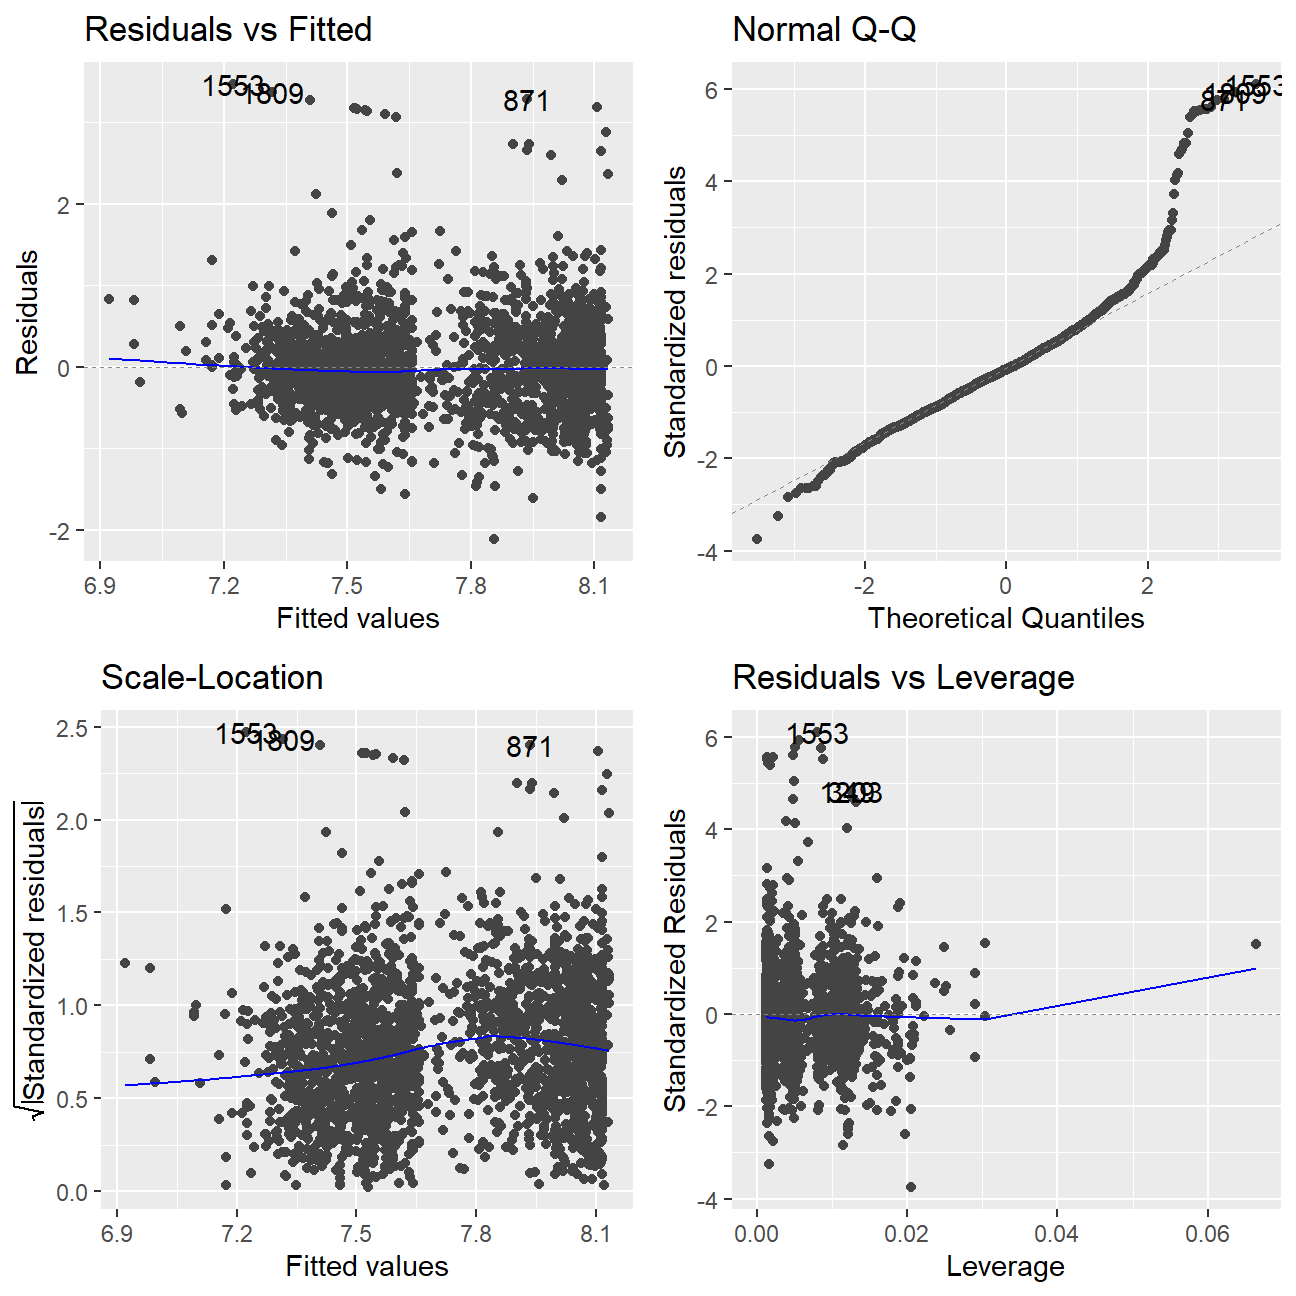 Residuals vs Fitted
1553
1809
871
2
0
-2
6.9 7.2 7.5 7.8 8.1
Fitted values
Residuals
Normal Q-Q
1553
1809
871
6
4
2
0
-2
-4
-2 0 2
Theoretical Quantiles
Standardized residuals
Scale-Location
1553
1809
871
2.5
2.0
1.5
1.0
0.5
0.0
6.9 7.2 7.5 7.8 8.1
Fitted values
√|Standardized residuals|
Residuals vs Leverage
1553
6
4
2
0
-2
-4
0.00 0.02 0.04 0.06
Leverage
Standardized Residuals